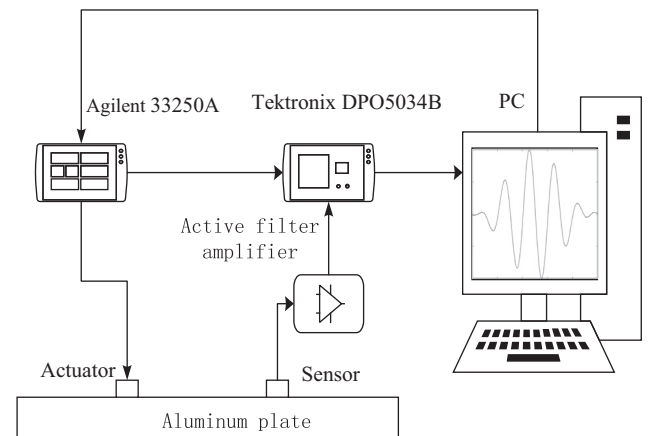 Agilent 33250A
Tektronix DPO5034B
PC
Active filter
amplifier
Actuator
Sensor
Aluminum plate